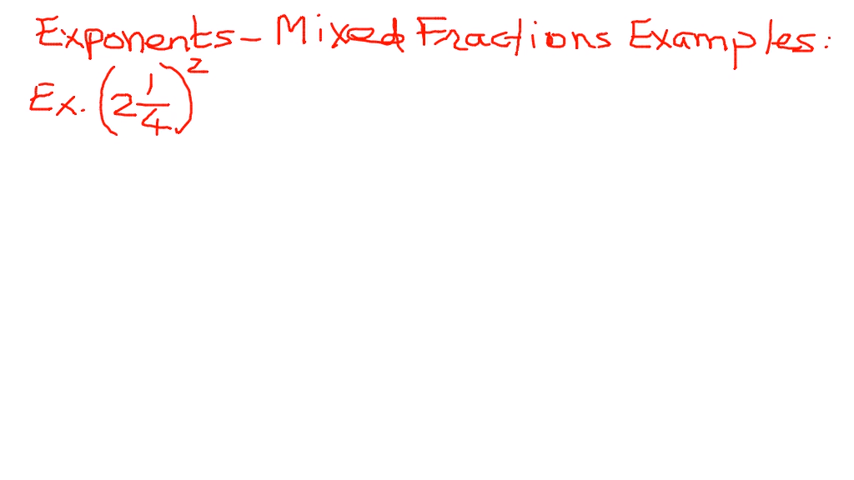 Exponents - Mixed Fractions Examples:
Ex. (2 1/4)²